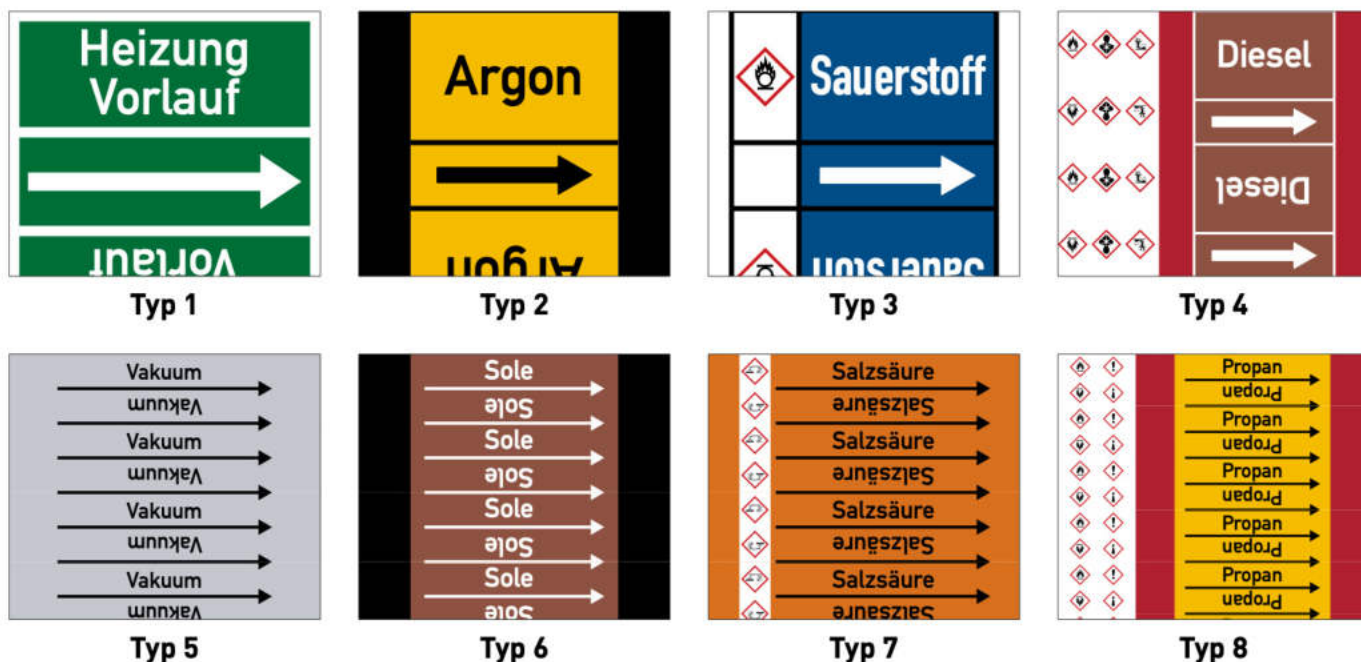 Heizung
Vorlauf
Vorlauf
Typ 1
Argon
Argon
Typ 2
Sauerstoff
Sauerstoff
Typ 3
Diesel
Diesel
Typ 4
Vakuum
Vakuum
Vakuum
Vakuum
Vakuum
Vakuum
Vakuum
Vakuum
Typ 5
Sole
Sole
Sole
Sole
Sole
Sole
Sole
Sole
Typ 6
Salzsäure
Salzsäure
Salzsäure
Salzsäure
Salzsäure
Salzsäure
Salzsäure
Salzsäure
Typ 7
Propan
Propan
Propan
Propan
Propan
Propan
Propan
Propan
Propan
Propan
Typ 8